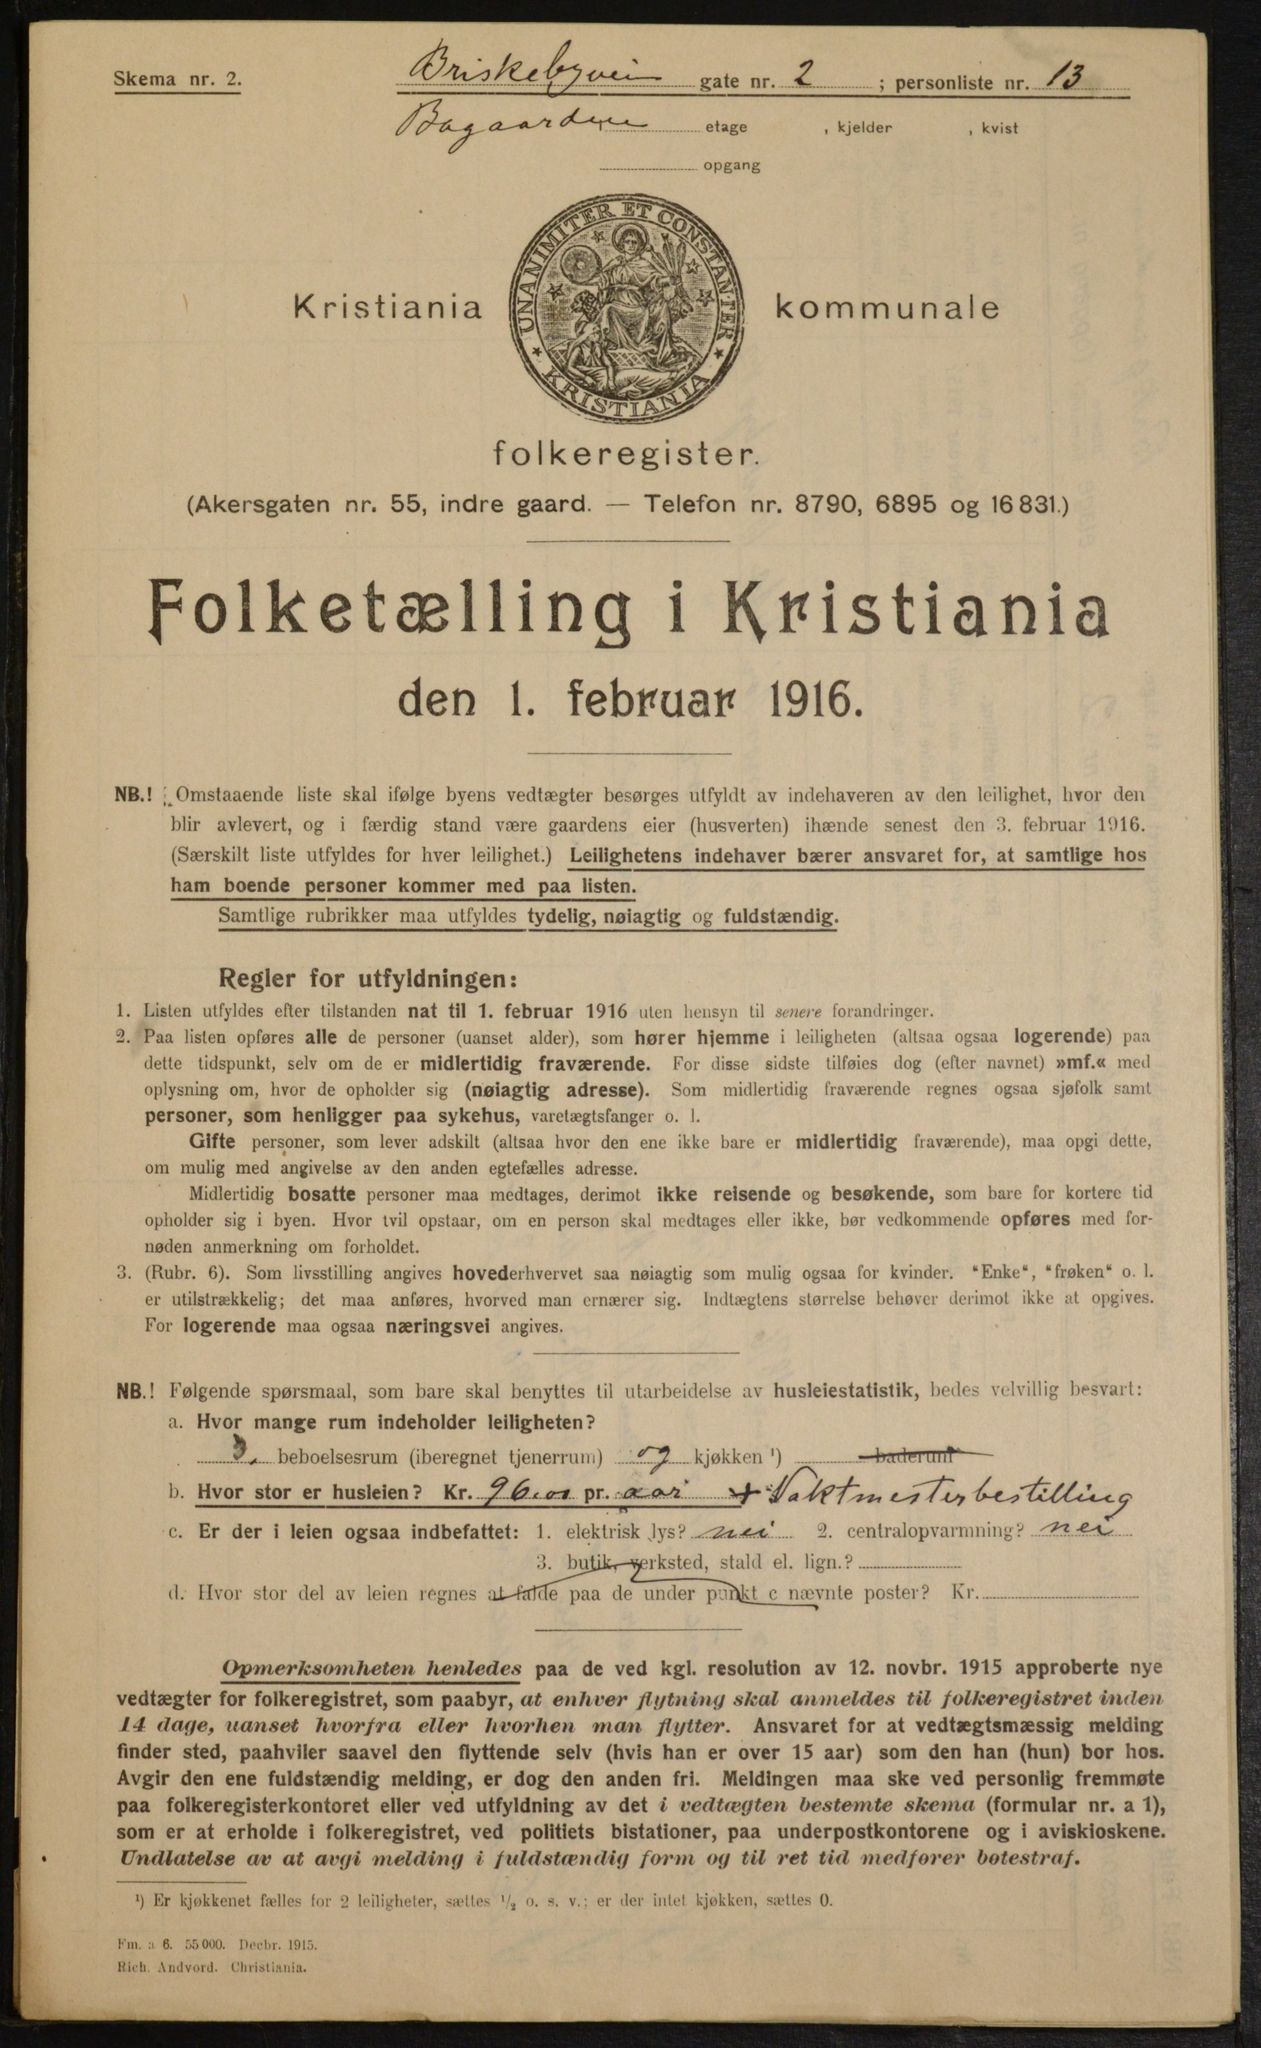 Skema nr. 2.
Briskebyvein gate nr. 2 ; personliste nr. 13
Bagaarden etage , kjelder , kvist
opgang
UNANIMITER ET CONSTANTER
KRISTIANIA
Kristiania kommunale
folkeregister.
(Akersgaten nr. 55, indre gaard. — Telefon nr. 8790, 6895 og 16 831.)
Folketælling i Kristiania
den 1. februar 1916.
NB.! Omstaaende liste skal ifølge byens vedtægter besørges utfyldt av indehaveren av den leilighet, hvor den
blir avlevert, og i færdig stand være gaardens eier (husverten) ihænde senest den 3. februar 1916.
(Særskilt liste utfyldes for hver leilighet.) Leilighetens indehaver bærer ansvaret for, at samtlige hos
ham boende personer kommer med paa listen.
Samtlige rubrikker maa utfyldes tydelig, nøiagtig og fuldstændig.
Regler for utfyldningen:
1. Listen utfyldes efter tilstanden nat til 1. februar 1916 uten hensyn til senere forandringer.
2. Paa listen opføres alle de personer (uanset alder), som hører hjemme i leiligheten (altsaa ogsaa logerende) paa
dette tidspunkt, selv om de er midlertidig fraværende. For disse sidste tilføies dog (efter navnet) »mf.« med
oplysning om, hvor de opholder sig (nøiagtig adresse). Som midlertidig fraværende regnes ogsaa sjøfolk samt
personer, som henligger paa sykehus, varetægtsfanger o. l.
Gifte personer, som lever adskilt (altsaa hvor den ene ikke bare er midlertidig fraværende), maa opgi dette,
om mulig med angivelse av den anden egtefælles adresse.
Midlertidig bosatte personer maa medtages, derimot ikke reisende og besøkende, som bare for kortere tid
opholder sig i byen. Hvor tvil opstaar, om en person skal medtages eller ikke, bør vedkommende opføres med for-
nøden anmerkning om forholdet.
3. (Rubr. 6). Som livsstilling angives hovederhvervet saa nøiagtig som mulig ogsaa for kvinder. "Enke", "frøken" o. l.
er utilstrækkelig; det maa anføres, hvorved man ernærer sig. Indtægtens størrelse behøver derimot ikke at opgives.
For logerende maa ogsaa næringsvei angives.
NB.! Følgende spørsmaal, som bare skal benyttes til utarbeidelse av husleiestatistik, bedes velvillig besvart:
a. Hvor mange rum indeholder leiligheten?
3. beboelsesrum (iberegnet tjenerrum) og kjøkken ¹) baderum
b. Hvor stor er husleien? Kr. 96.00 pr. aar + Vaktmesterbestilling
c. Er der i leien ogsaa indbefattet: 1. elektrisk lys? nei 2. centralopvarmning? nei
3. butik, verksted, stald el. lign.?
d. Hvor stor del av leien regnes at falde paa de under punkt c nævnte poster? Kr.
Opmerksomheten henledes paa de ved kgl. resolution av 12. novbr. 1915 approberte nye
vedtægter for folkeregistret, som paabyr, at enhver flytning skal anmeldes til folkeregistret inden
14 dage, uanset hvorfra eller hvorhen man flytter. Ansvaret for at vedtægtsmæssig melding
finder sted, paahviler saavel den flyttende selv (hvis han er over 15 aar) som den han (hun) bor hos.
Avgir den ene fuldstændig melding, er dog den anden fri. Meldingen maa ske ved personlig fremmøte
paa folkeregisterkontoret eller ved utfyldning av det i vedtægten bestemte skema (formular nr. a 1),
som er at erholde i folkeregistret, ved politiets bistationer, paa underpostkontorene og i aviskioskene.
Undlatelse av at avgi melding i fuldstændig form og til ret tid medfører bøtestraf.
¹) Er kjøkkenet fælles for 2 leiligheter, sættes ¹/₂ o. s. v.; er der intet kjøkken, sættes 0.
Fm. a 6. 55 000. Decbr. 1915.
Rich. Andvord. Christiania.